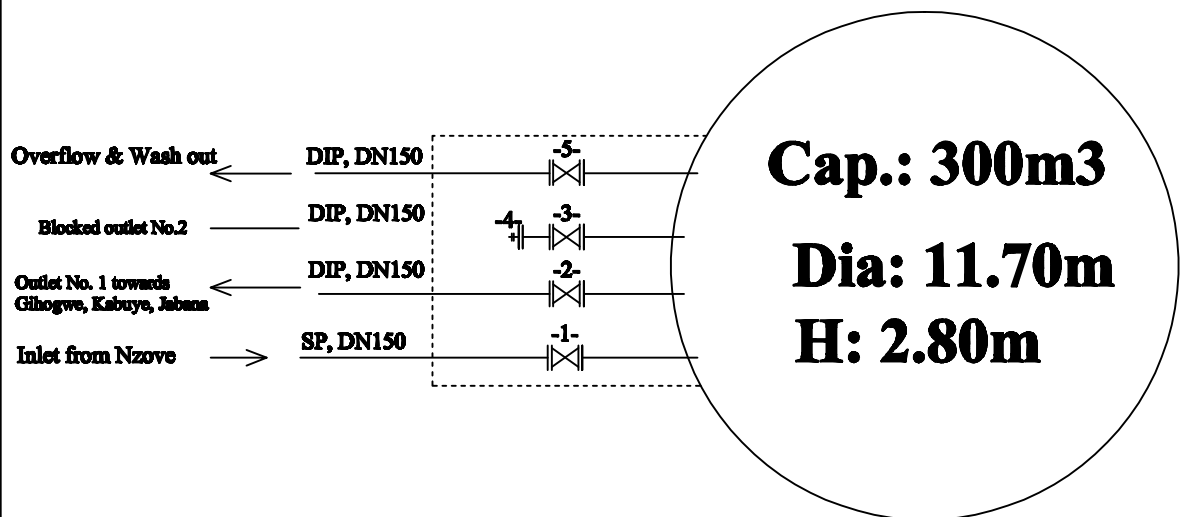 Overflow & Wash out
DIP, DN150
-5-
Blocked outlet No.2
DIP, DN150
-4-
-3-
Outlet No. 1 towards
Gihogwe, Kabuye, Jabana
DIP, DN150
-2-
Inlet from Nzove
SP, DN150
-1-
Cap.: 300m3
Dia: 11.70m
H: 2.80m